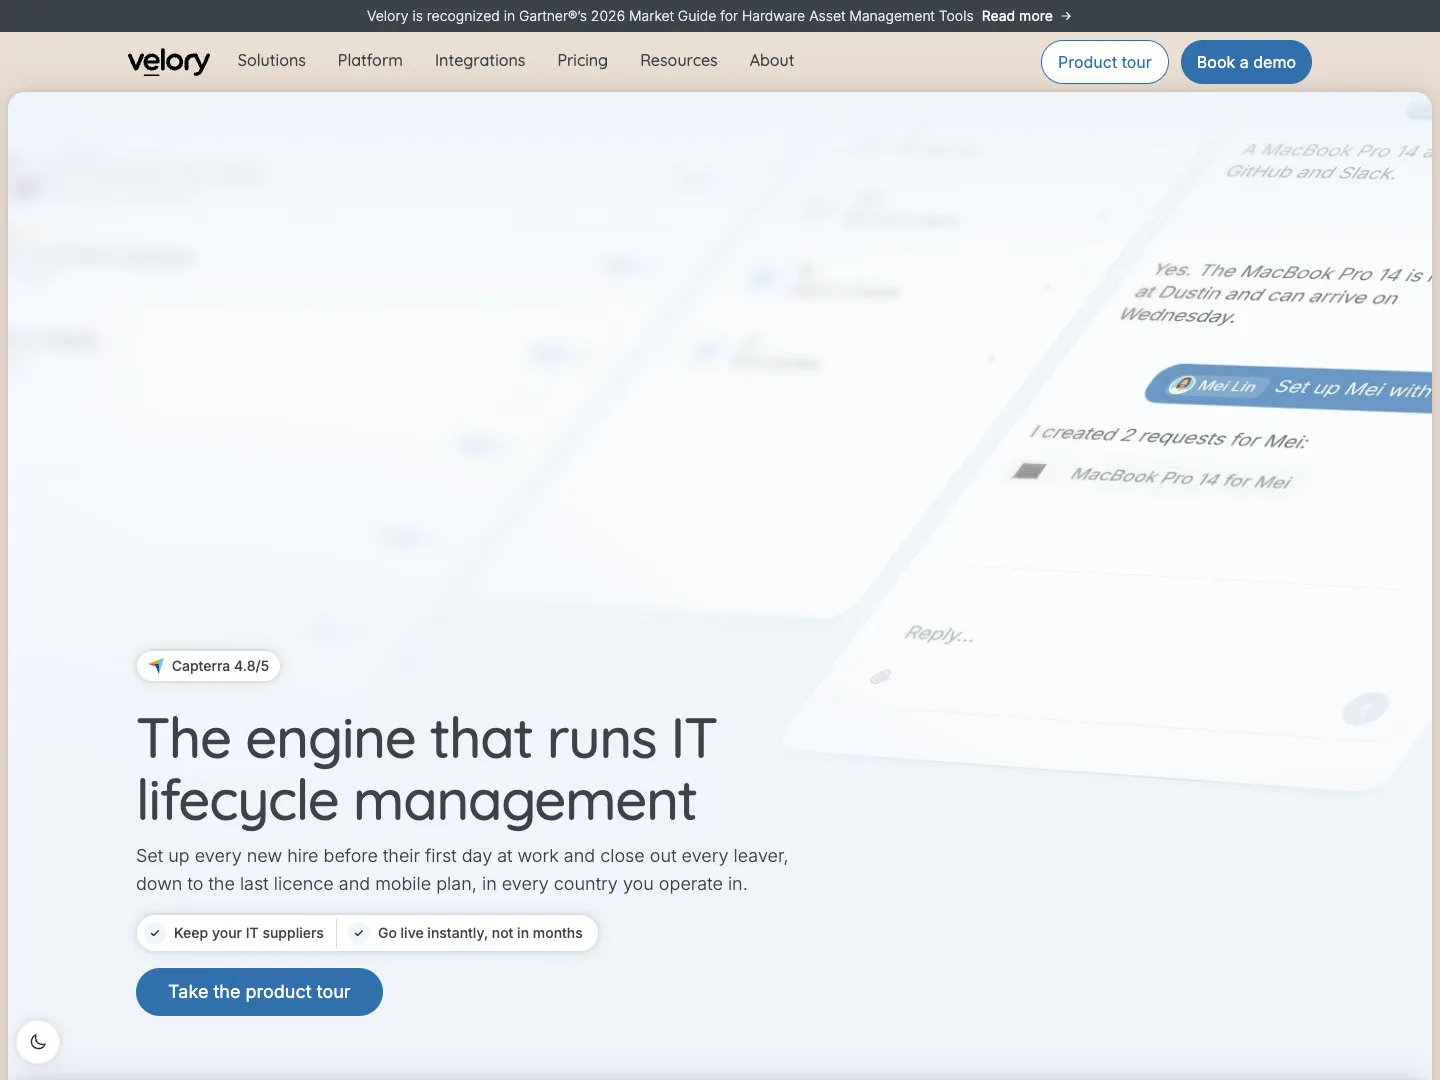 Velory is recognized in Gartner®'s 2026 Market Guide for Hardware Asset Management Tools Read more →
velory Solutions Platform Integrations Pricing Resources About Product tour Book a demo
A MacBook Pro 14
GitHub and Slack.
Yes. The MacBook Pro 14 is
at Dustin and can arrive on
Wednesday.
Mei Lin Set up Mei with
I created 2 requests for Mei:
MacBook Pro 14 for Mei
Reply...
Capterra 4.8/5
The engine that runs IT
lifecycle management
Set up every new hire before their first day at work and close out every leaver,
down to the last licence and mobile plan, in every country you operate in.
Keep your IT suppliers Go live instantly, not in months
Take the product tour